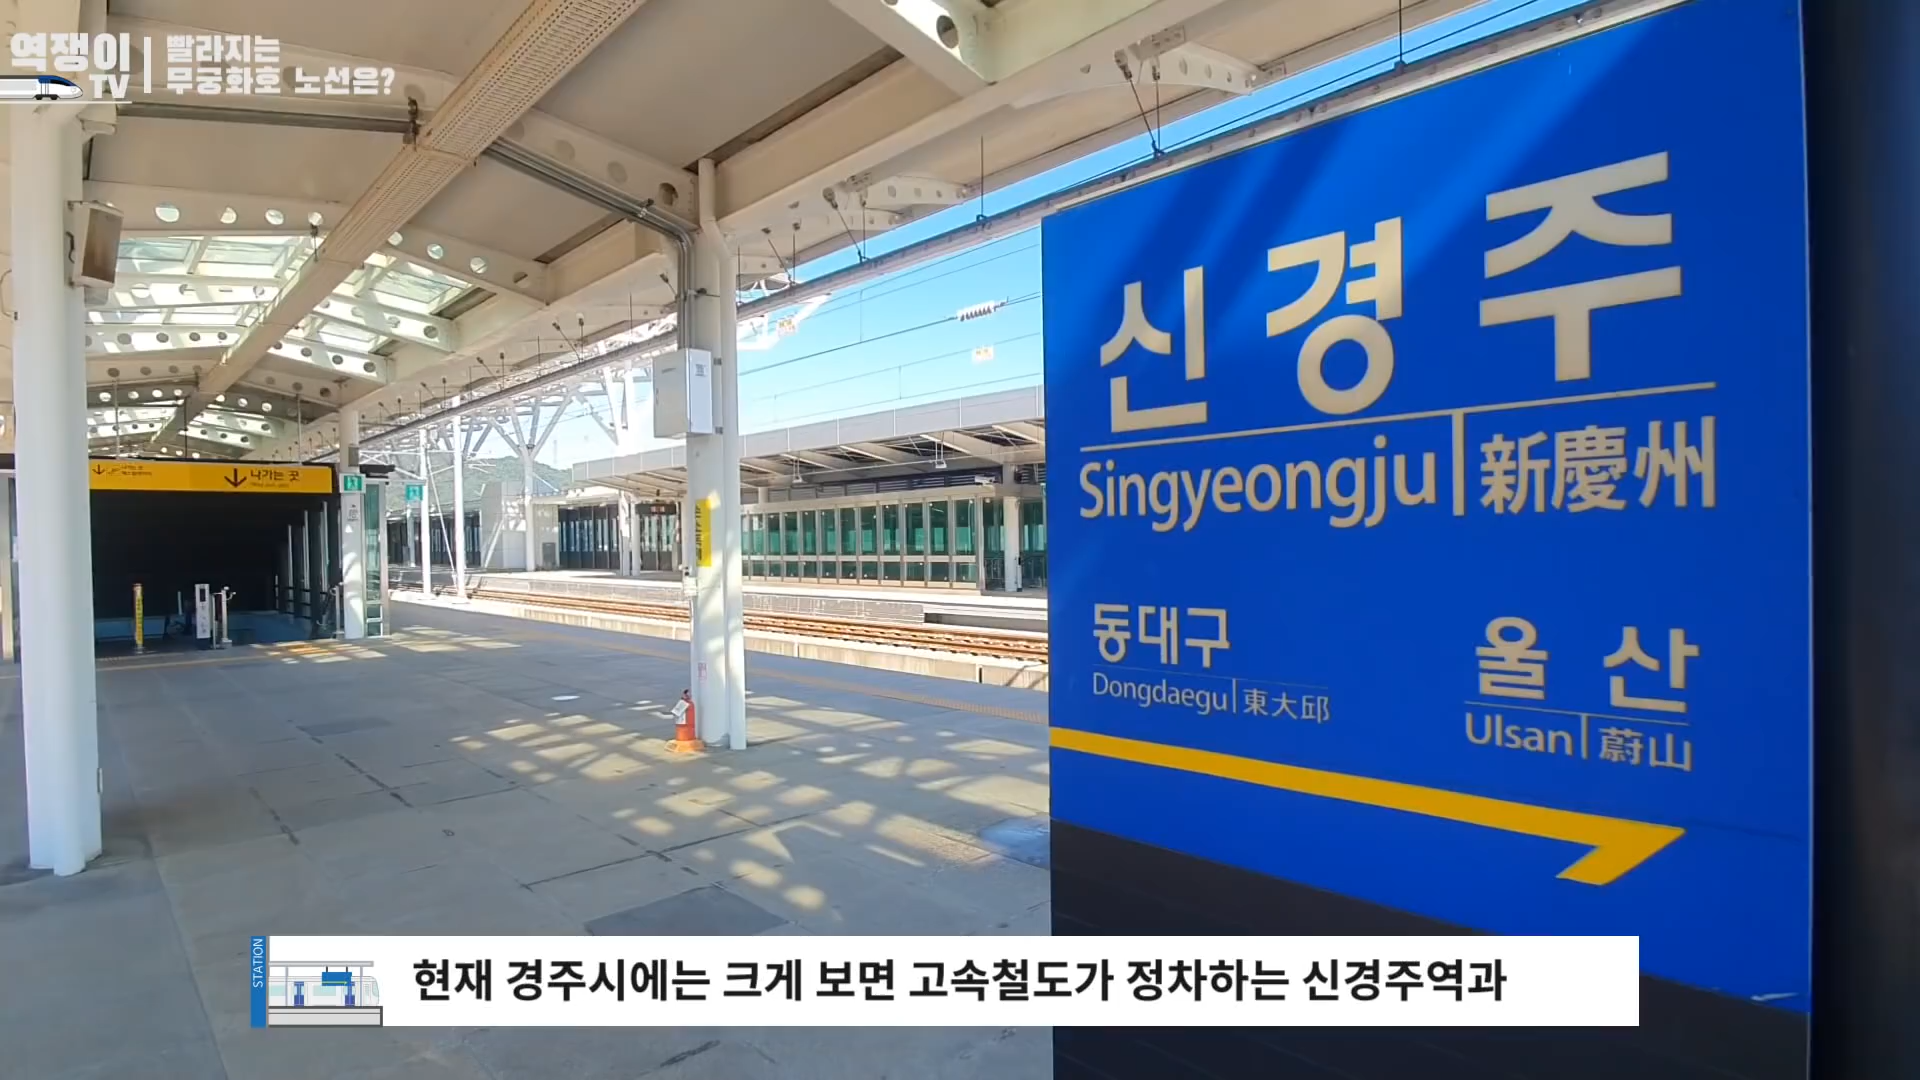 역쟁이
TV
빨라지는
무궁화호 노선은?
신경주
Singyeongju 新慶州
동대구
Dongdaegu 東大邱
울산
Ulsan 蔚山
나가는 곳
STATION
현재 경주시에는 크게 보면 고속철도가 정차하는 신경주역과